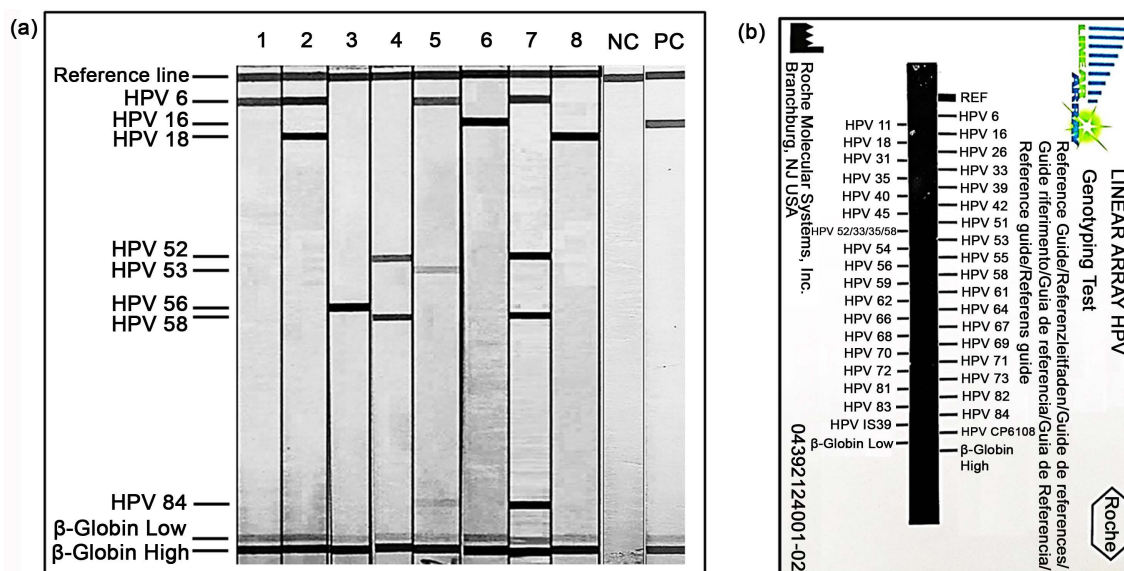 (a)
1 2 3 4 5 6 7 8 NC PC
Reference line
HPV 6
HPV 16
HPV 18
HPV 52
HPV 53
HPV 56
HPV 58
HPV 84
β-Globin Low
β-Globin High
(b)
Roche Molecular Systems, Inc.
Branchburg, NJ USA
04392124001-02
REF
HPV 6
HPV 11
HPV 16
HPV 18
HPV 26
HPV 31
HPV 33
HPV 35
HPV 39
HPV 40
HPV 42
HPV 45
HPV 51
HPV 52/33/35/58
HPV 53
HPV 54
HPV 55
HPV 56
HPV 58
HPV 59
HPV 61
HPV 62
HPV 64
HPV 66
HPV 67
HPV 68
HPV 69
HPV 70
HPV 71
HPV 72
HPV 73
HPV 81
HPV 82
HPV 83
HPV 84
HPV IS39
HPV CP6108
β-Globin Low
β-Globin
High
LINEAR
LINEAR ARRAY HPV
Genotyping Test
Reference Guide/Referenzleitfaden/Guide de references/
Guide riferimento/Guia de referencia/Guia de Referencia/
Reference guide/Referens guide
Roche